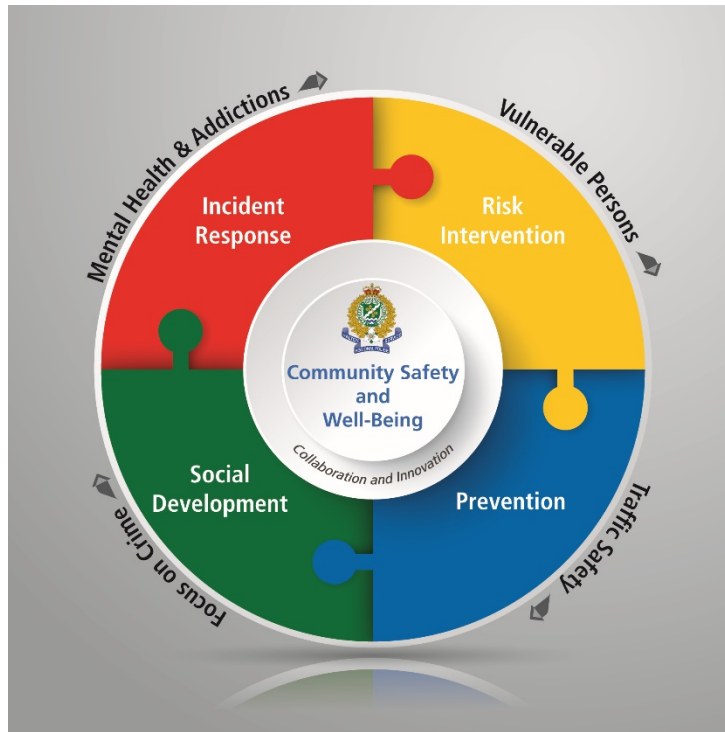 Mental Health & Addictions
Vulnerable Persons
Incident
Response
Risk
Intervention
Community Safety
and
Well-Being
Collaboration and Innovation
Social
Development
Prevention
Focus on Crime
Traffic Safety